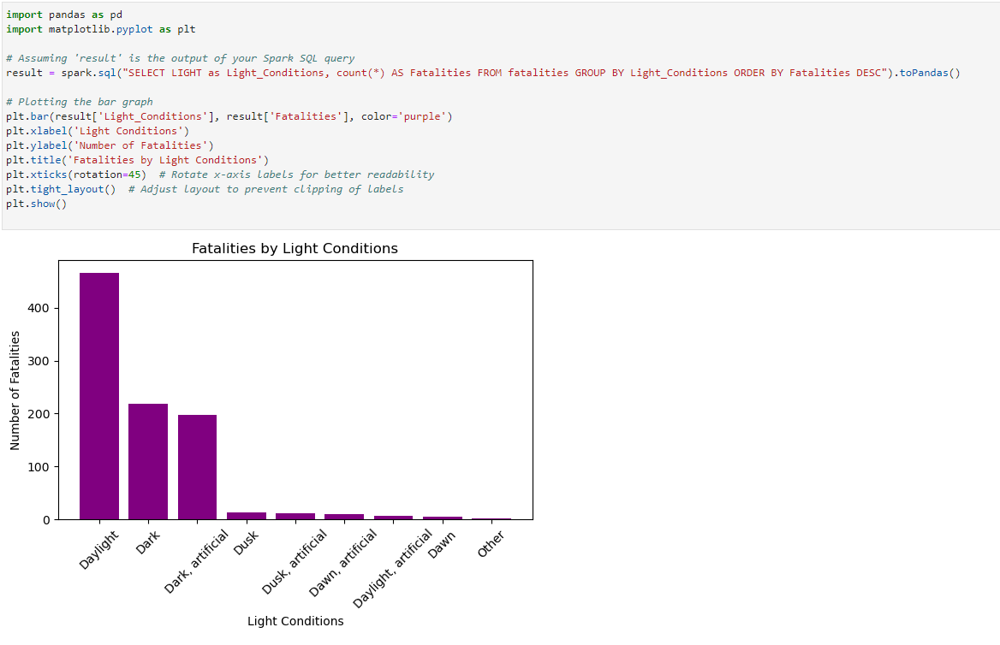 import pandas as pd
import matplotlib.pyplot as plt
# Assuming 'result' is the output of your Spark SQL query
result = spark.sql("SELECT LIGHT as Light_Conditions, count(*) AS Fatalities FROM fatalities GROUP BY Light_Conditions ORDER BY Fatalities DESC").toPandas()
# Plotting the bar graph
plt.bar(result['Light_Conditions'], result['Fatalities'], color='purple')
plt.xlabel('Light Conditions')
plt.ylabel('Number of Fatalities')
plt.title('Fatalities by Light Conditions')
plt.xticks(rotation=45)  # Rotate x-axis labels for better readability
plt.tight_layout()  # Adjust layout to prevent clipping of labels
plt.show()
Fatalities by Light Conditions
Number of Fatalities
400
300
200
100
0
Daylight
Dark
Dark, artificial
Dusk
Dusk, artificial
Dawn, artificial
Daylight, artificial
Dawn
Other
Light Conditions